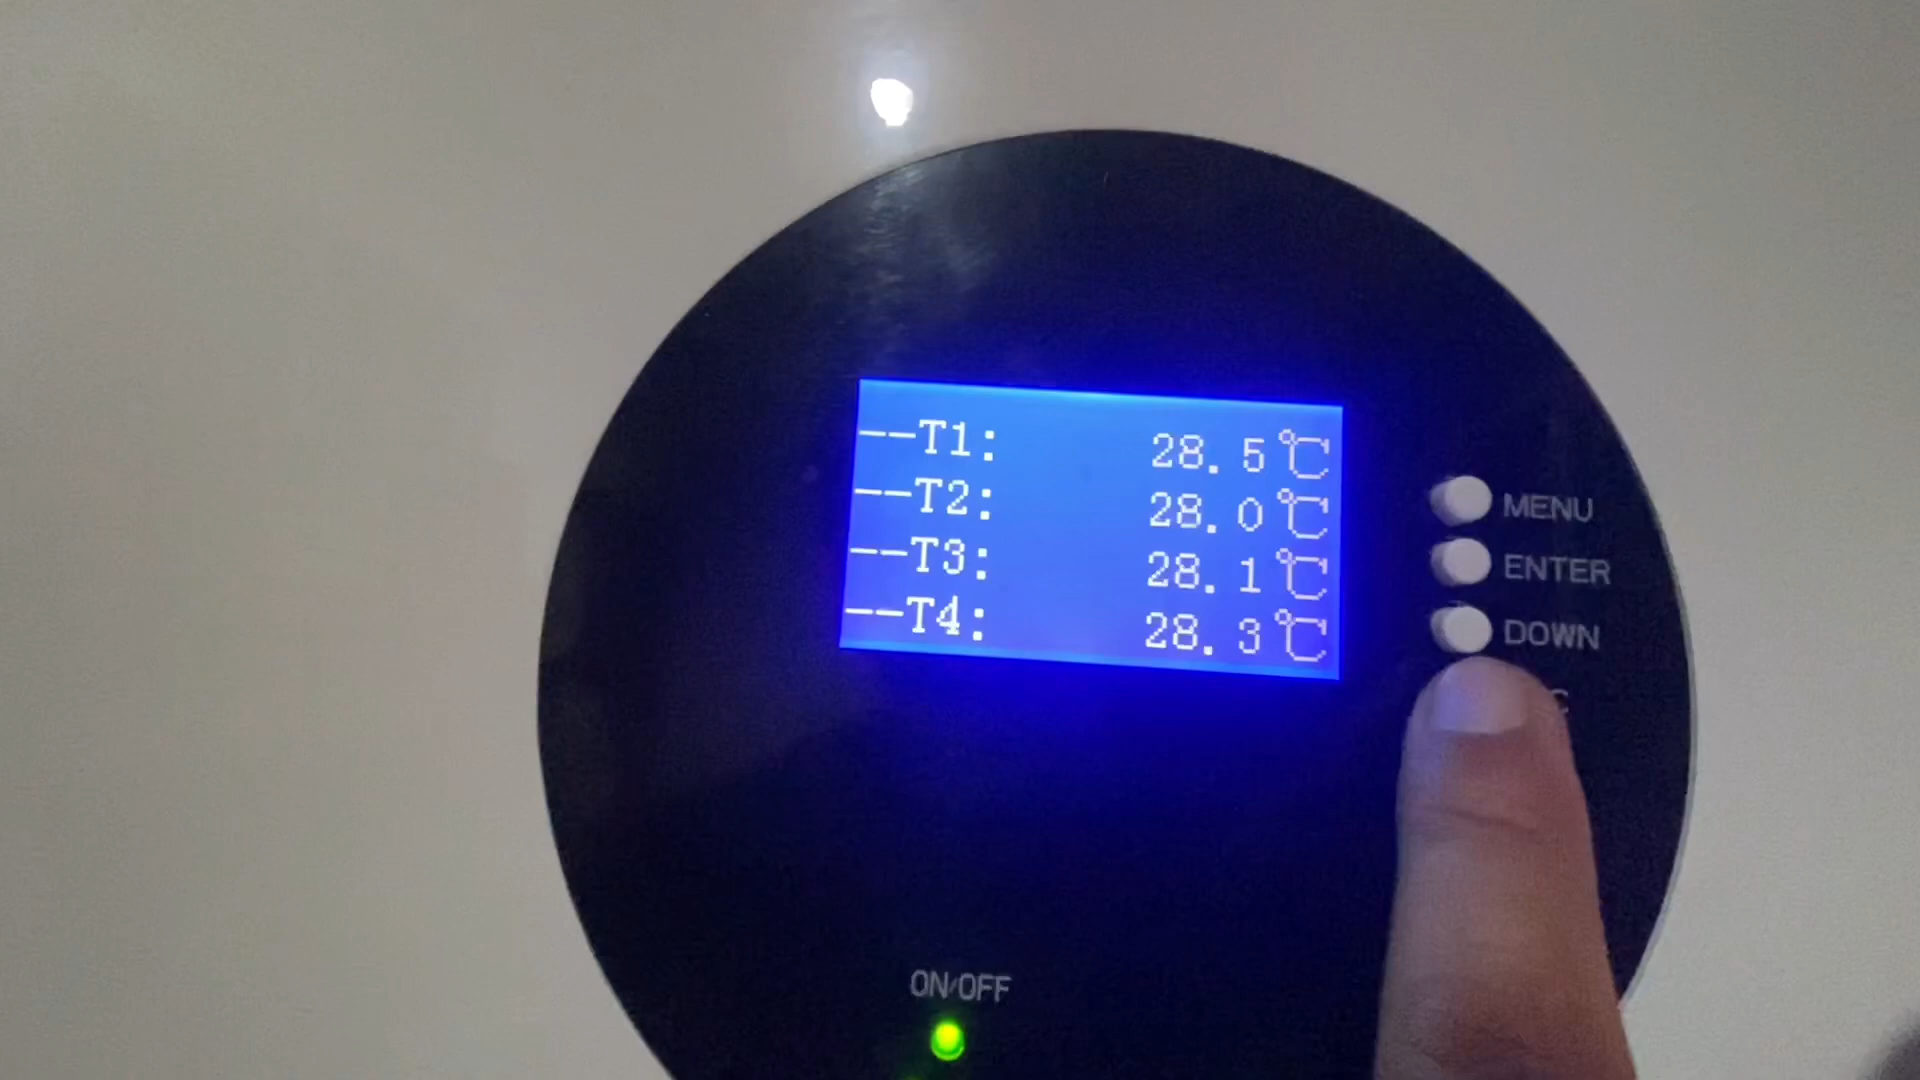 --T1: 28.5℃
--T2: 28.0℃
--T3: 28.1℃
--T4: 28.3℃
MENU
ENTER
DOWN
ON/OFF